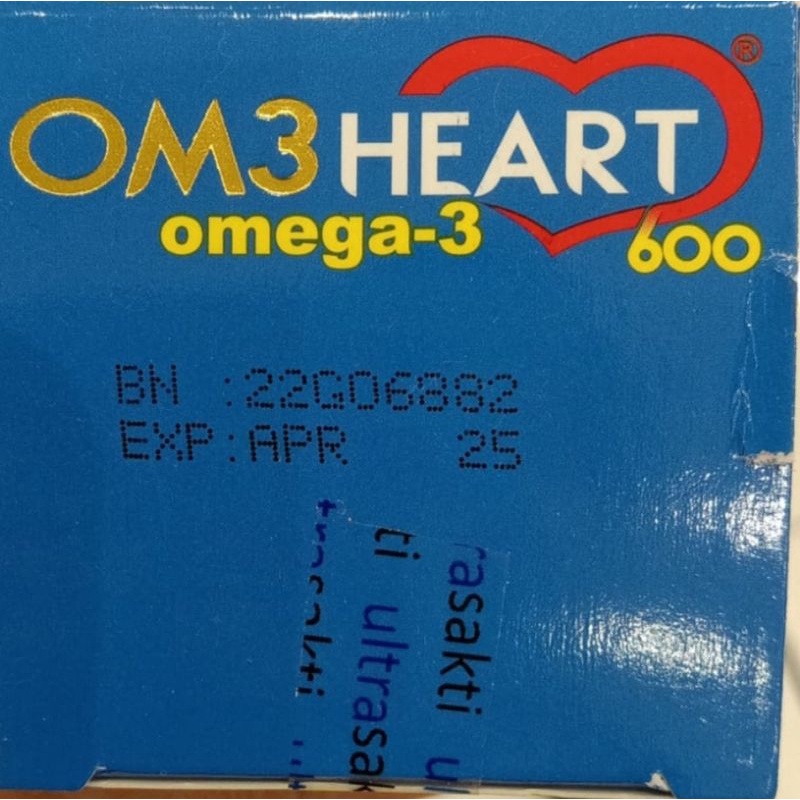 OM3HEART®
omega-3 600
BN :22G06882
EXP:APR 25
rasakti u
ti ultrasak